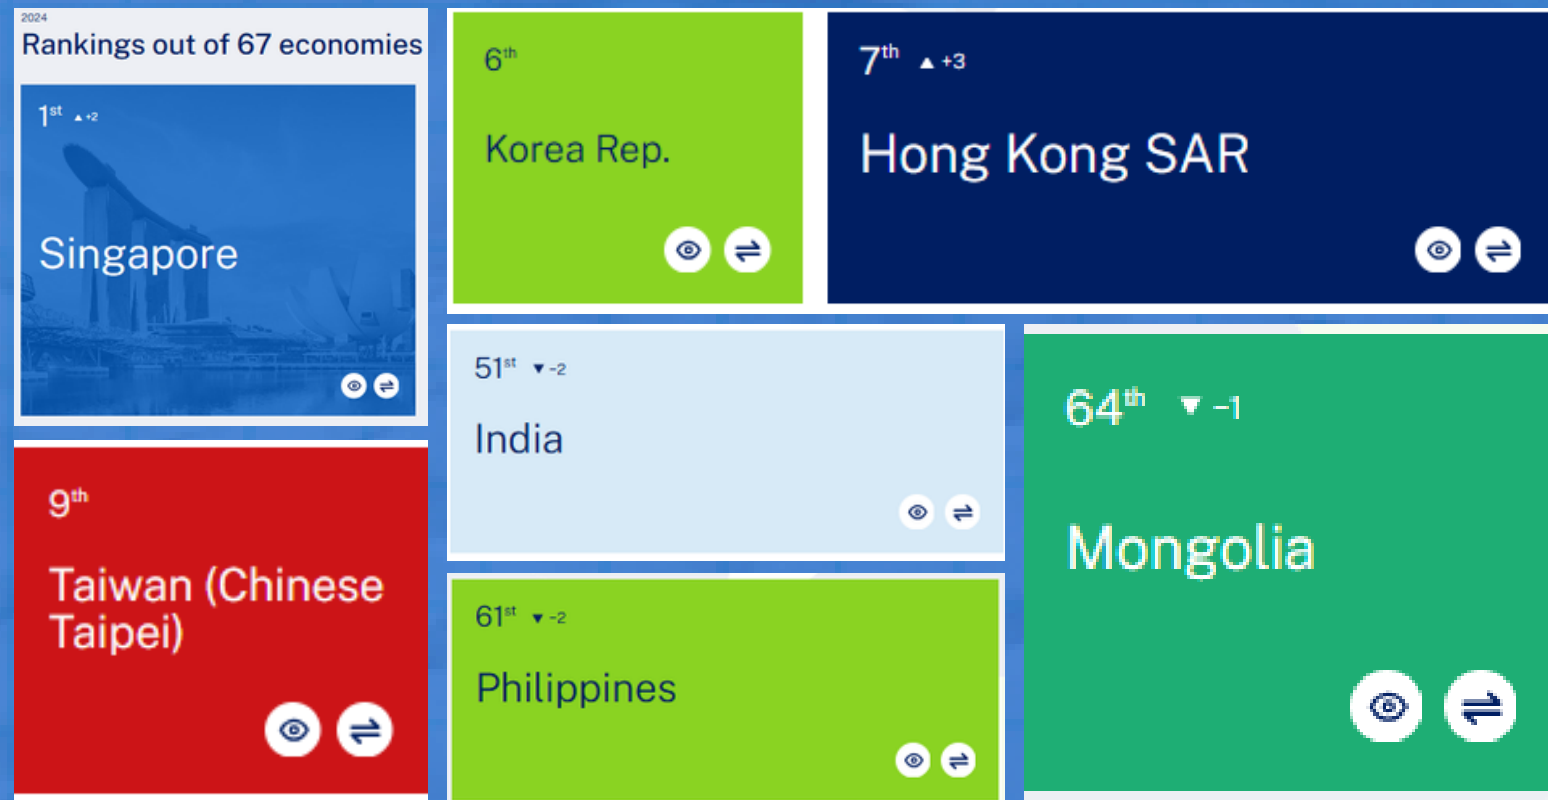 2024
Rankings out of 67 economies
1st ▲ +2
Singapore
6th
Korea Rep.
7th ▲ +3
Hong Kong SAR
9th
Taiwan (Chinese
Taipei)
51st ▼ -2
India
61st ▼ -2
Philippines
64th ▼ -1
Mongolia